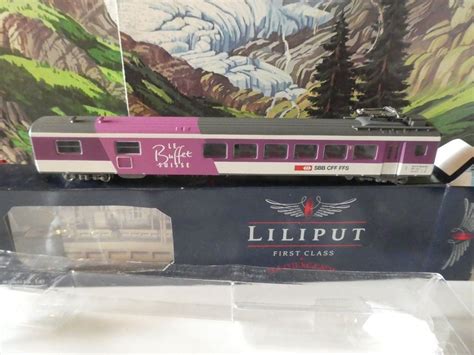 LE
Buffet
SUISSE
SBB CFF FFS
LILIPUT
FIRST CLASS